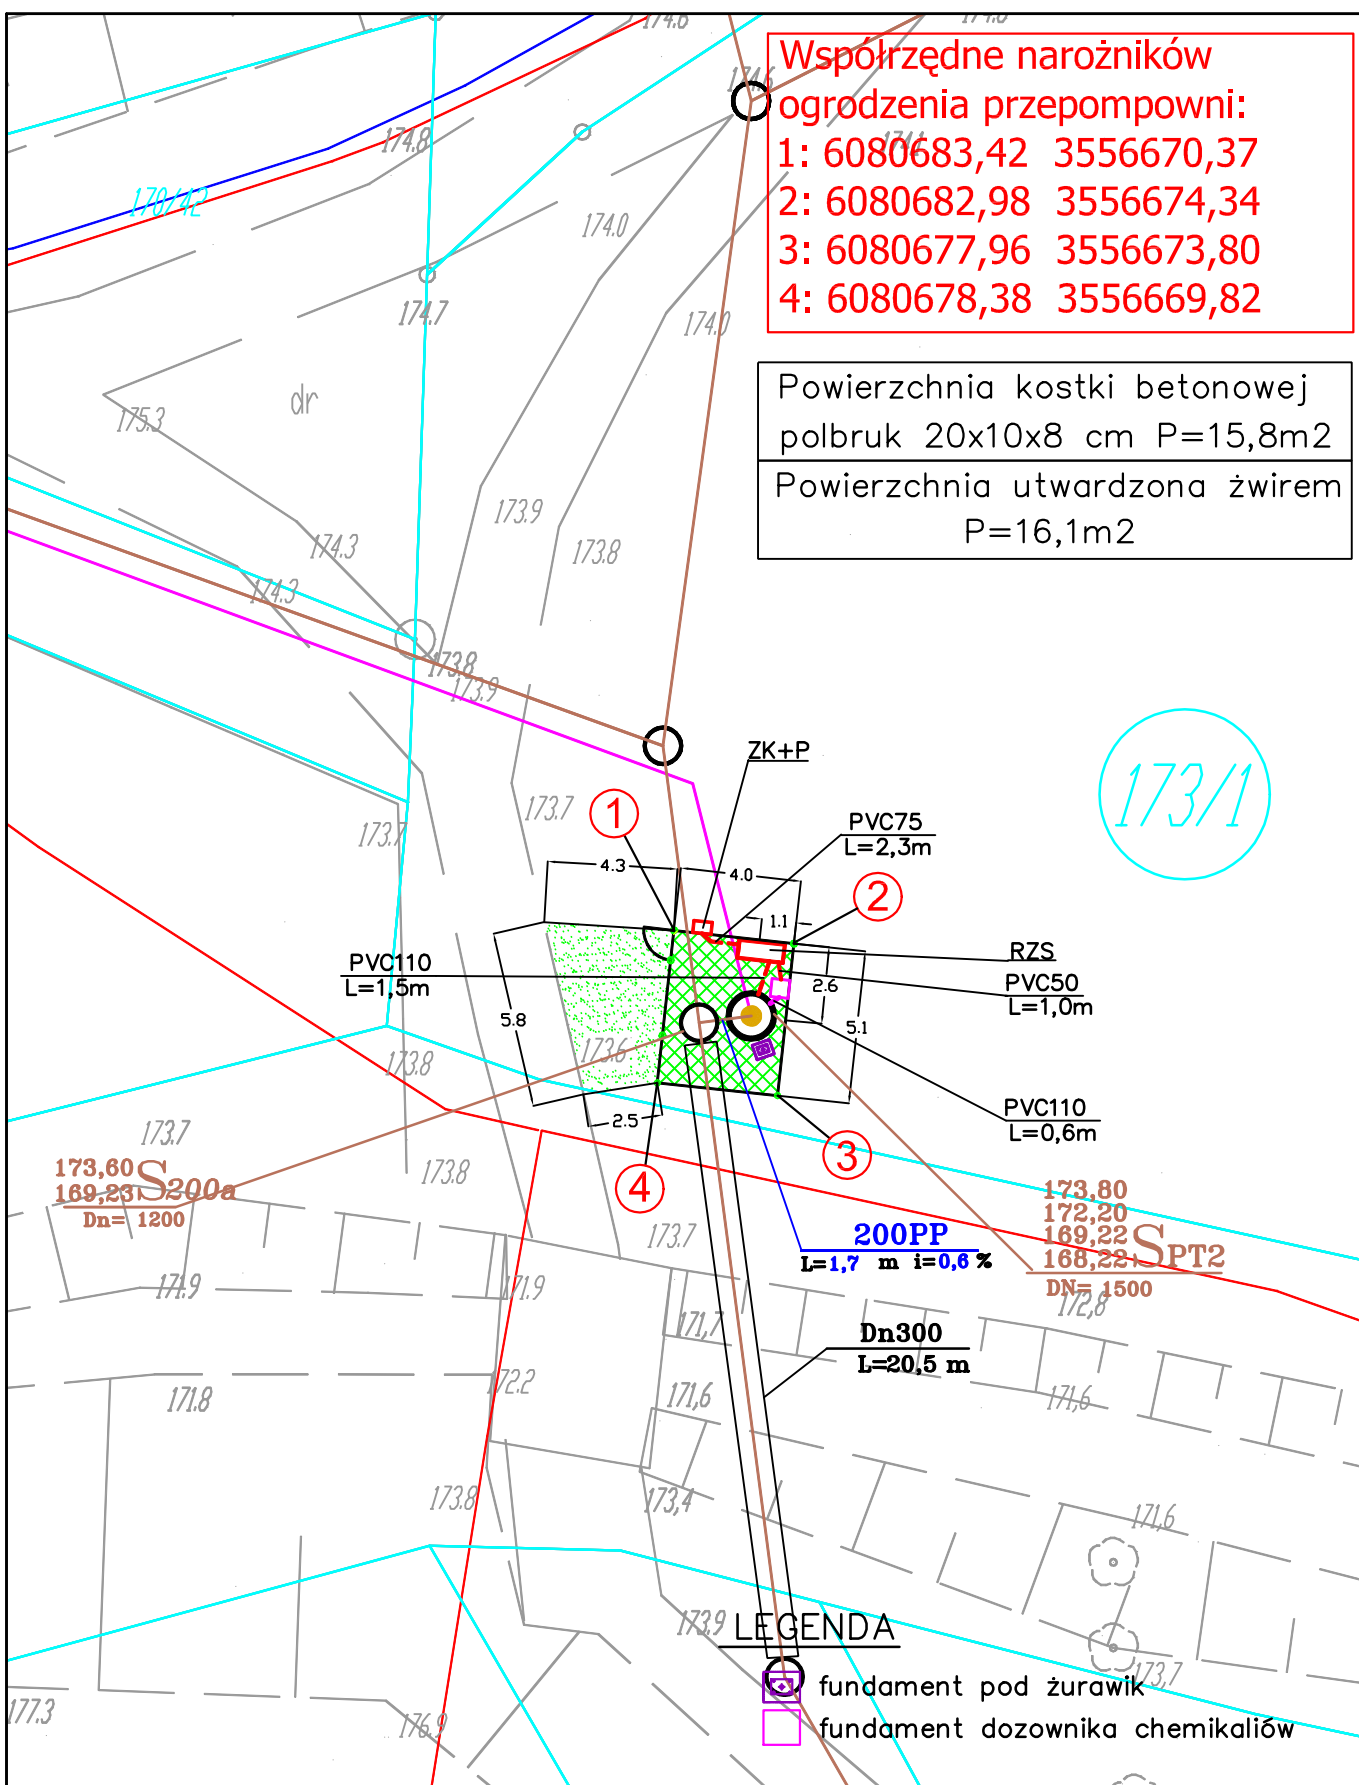 174.6
174.6
Współrzędne narożników
ogrodzenia przepompowni:
1: 6080683,42 3556670,37
2: 6080682,98 3556674,34
3: 6080677,96 3556673,80
4: 6080678,38 3556669,82
174.8
170/42
174.0
174.7
174.0
Powierzchnia kostki betonowej
polbruk 20x10x8 cm P=15,8m2
Powierzchnia utwardzona żwirem
P=16,1m2
dr
175.3
173.9
174.3
173.8
174.3
173.8
173.9
ZK+P
173/1
1
173.7
173.7
PVC75
L=2,3m
4.3
4.0
2
1.1
RZS
PVC110
L=1,5m
PVC50
L=1,0m
2.6
5.8
5.1
173.6
173.8
PVC110
L=0,6m
2.5
173.7
3
173,60
169,23
S200a
Dn= 1200
173.8
4
173,80
172,20
169,22
168,22
SPT2
DN= 1500
173.7
200PP
L=1,7 m i=0,6 %
171.9
171.9
172,8
171,7
Dn300
L=20,5 m
172.2
171.8
171,6
171,6
173.8
173,4
171,6
173,9
LEGENDA
173,7
fundament pod żurawik
177.3
176.9
fundament dozownika chemikaliów